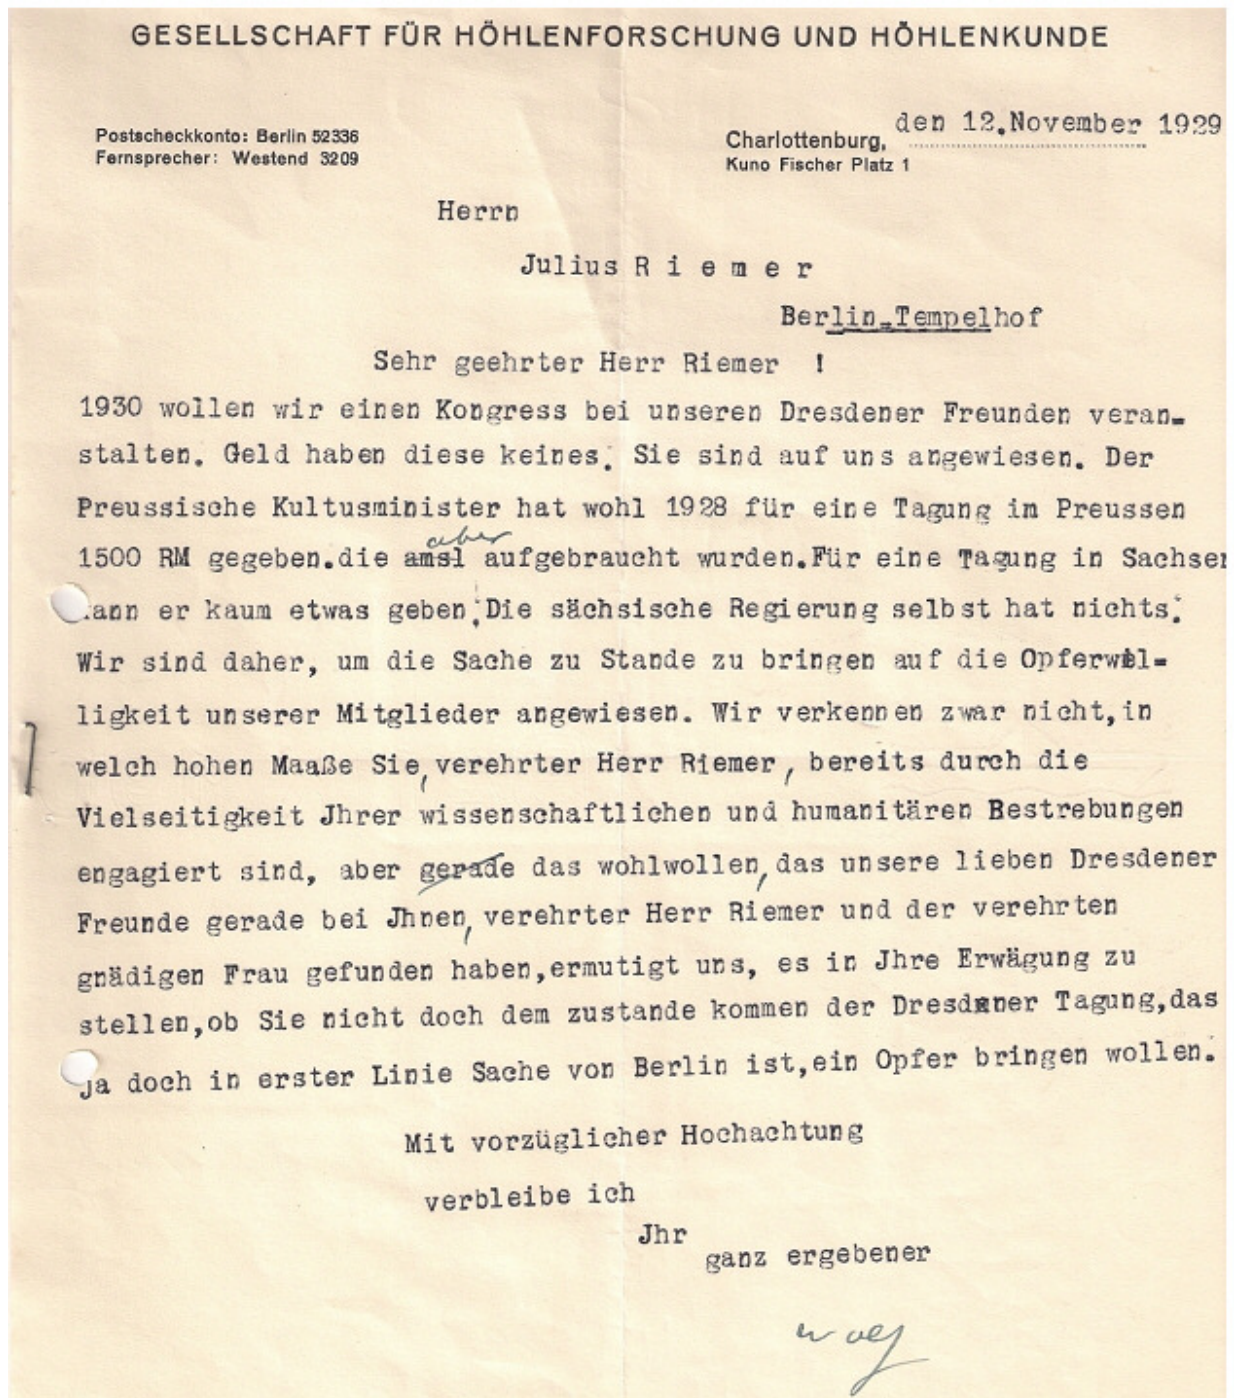 GESELLSCHAFT FÜR HÖHLENFORSCHUNG UND HÖHLENKUNDE
Postscheckkonto: Berlin 52336
Fernsprecher: Westend 3209
Charlottenburg, den 12.November 1929
Kuno Fischer Platz 1
Herrn
Julius R i e m e r
Berlin-Tempelhof
Sehr geehrter Herr Riemer !
1930 wollen wir einen Kongress bei unseren Dresdener Freunden veran-
stalten. Geld haben diese keines. Sie sind auf uns angewiesen. Der
Preussische Kultusminister hat wohl 1928 für eine Tagung in Preussen
aber
1500 RM gegeben.die amsl aufgebraucht wurden.Für eine Tagung in Sachsen
kann er kaum etwas geben.Die sächsische Regierung selbst hat nichts.
Wir sind daher, um die Sache zu Stande zu bringen auf die Opferwil-
ligkeit unserer Mitglieder angewiesen. Wir verkennen zwar nicht,in
welch hohen Maaße Sie, verehrter Herr Riemer, bereits durch die
Vielseitigkeit Jhrer wissenschaftlichen und humanitären Bestrebungen
engagiert sind, aber gerade das wohlwollen, das unsere lieben Dresdener
Freunde gerade bei Jhnen, verehrter Herr Riemer und der verehrten
gnädigen Frau gefunden haben,ermutigt uns, es in Jhre Erwägung zu
stellen,ob Sie nicht doch dem zustande kommen der Dresdener Tagung,das
ja doch in erster Linie Sache von Berlin ist,ein Opfer bringen wollen.
Mit vorzüglicher Hochachtung
verbleibe ich
Jhr
ganz ergebener